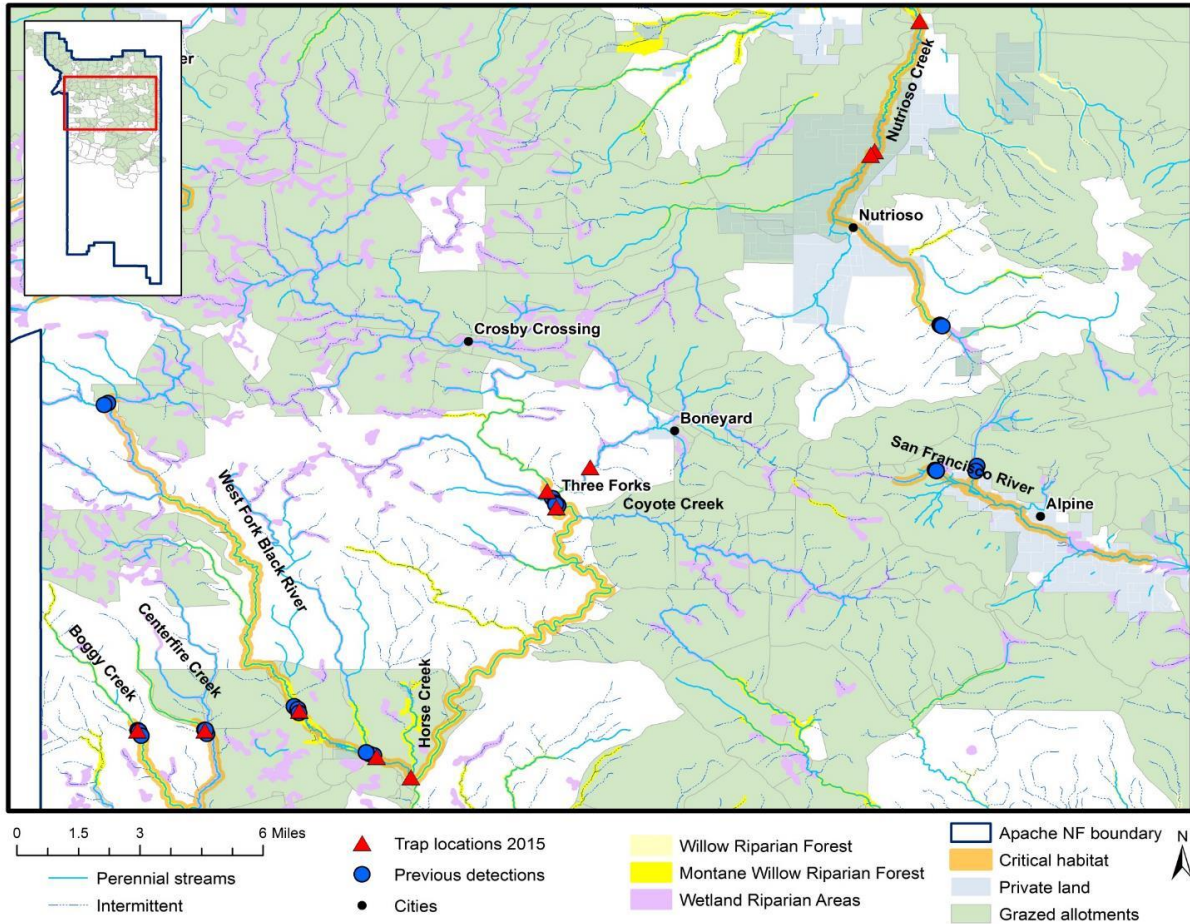 er
Nutrioso Creek
Nutrioso
Crosby Crossing
Boneyard
San Francisco River
Three Forks
Coyote Creek
Alpine
West Fork Black River
Centerfire Creek
Boggy Creek
Horse Creek
0 1.5 3 6 Miles
Perennial streams
Intermittent
Trap locations 2015
Previous detections
Cities
Willow Riparian Forest
Montane Willow Riparian Forest
Wetland Riparian Areas
Apache NF boundary
Critical habitat
Private land
Grazed allotments
N